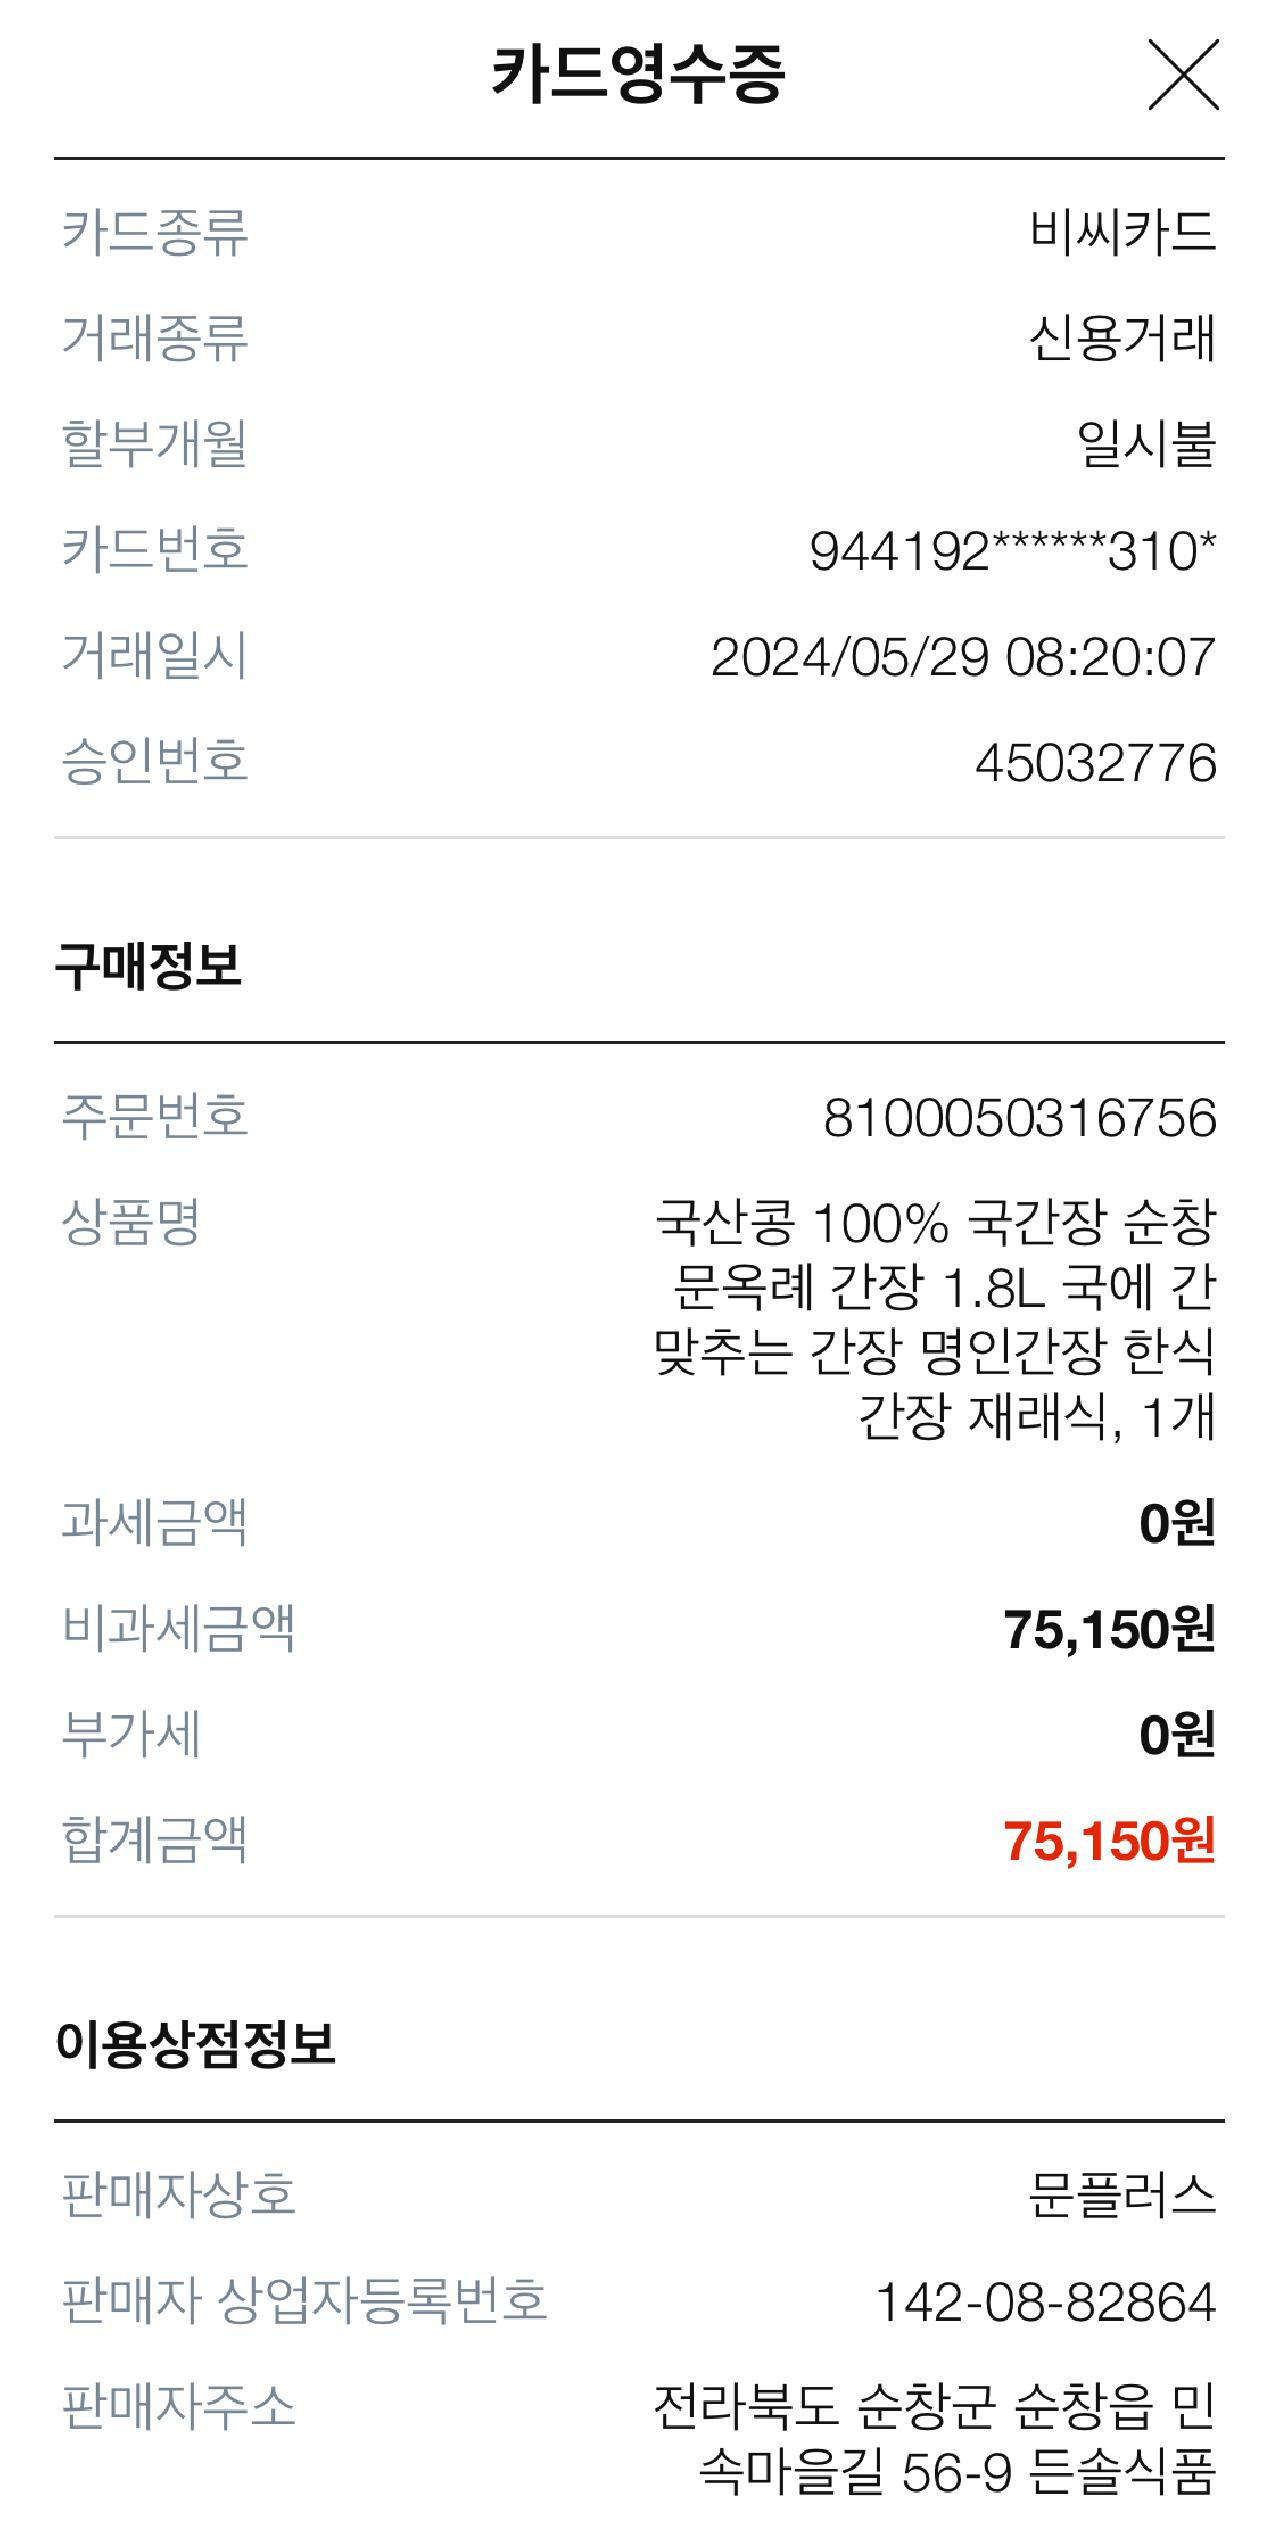 카드영수증
카드종류 비씨카드
거래종류 신용거래
할부개월 일시불
카드번호 944192******310*
거래일시 2024/05/29 08:20:07
승인번호 45032776
구매정보
주문번호 8100050316756
상품명 국산콩 100% 국간장 순창
문옥례 간장 1.8L 국에 간
맞추는 간장 명인간장 한식
간장 재래식, 1개
과세금액 0원
비과세금액 75,150원
부가세 0원
합계금액 75,150원
이용상점정보
판매자상호 문플러스
판매자 상업자등록번호 142-08-82864
판매자주소 전라북도 순창군 순창읍 민
속마을길 56-9 든솔식품